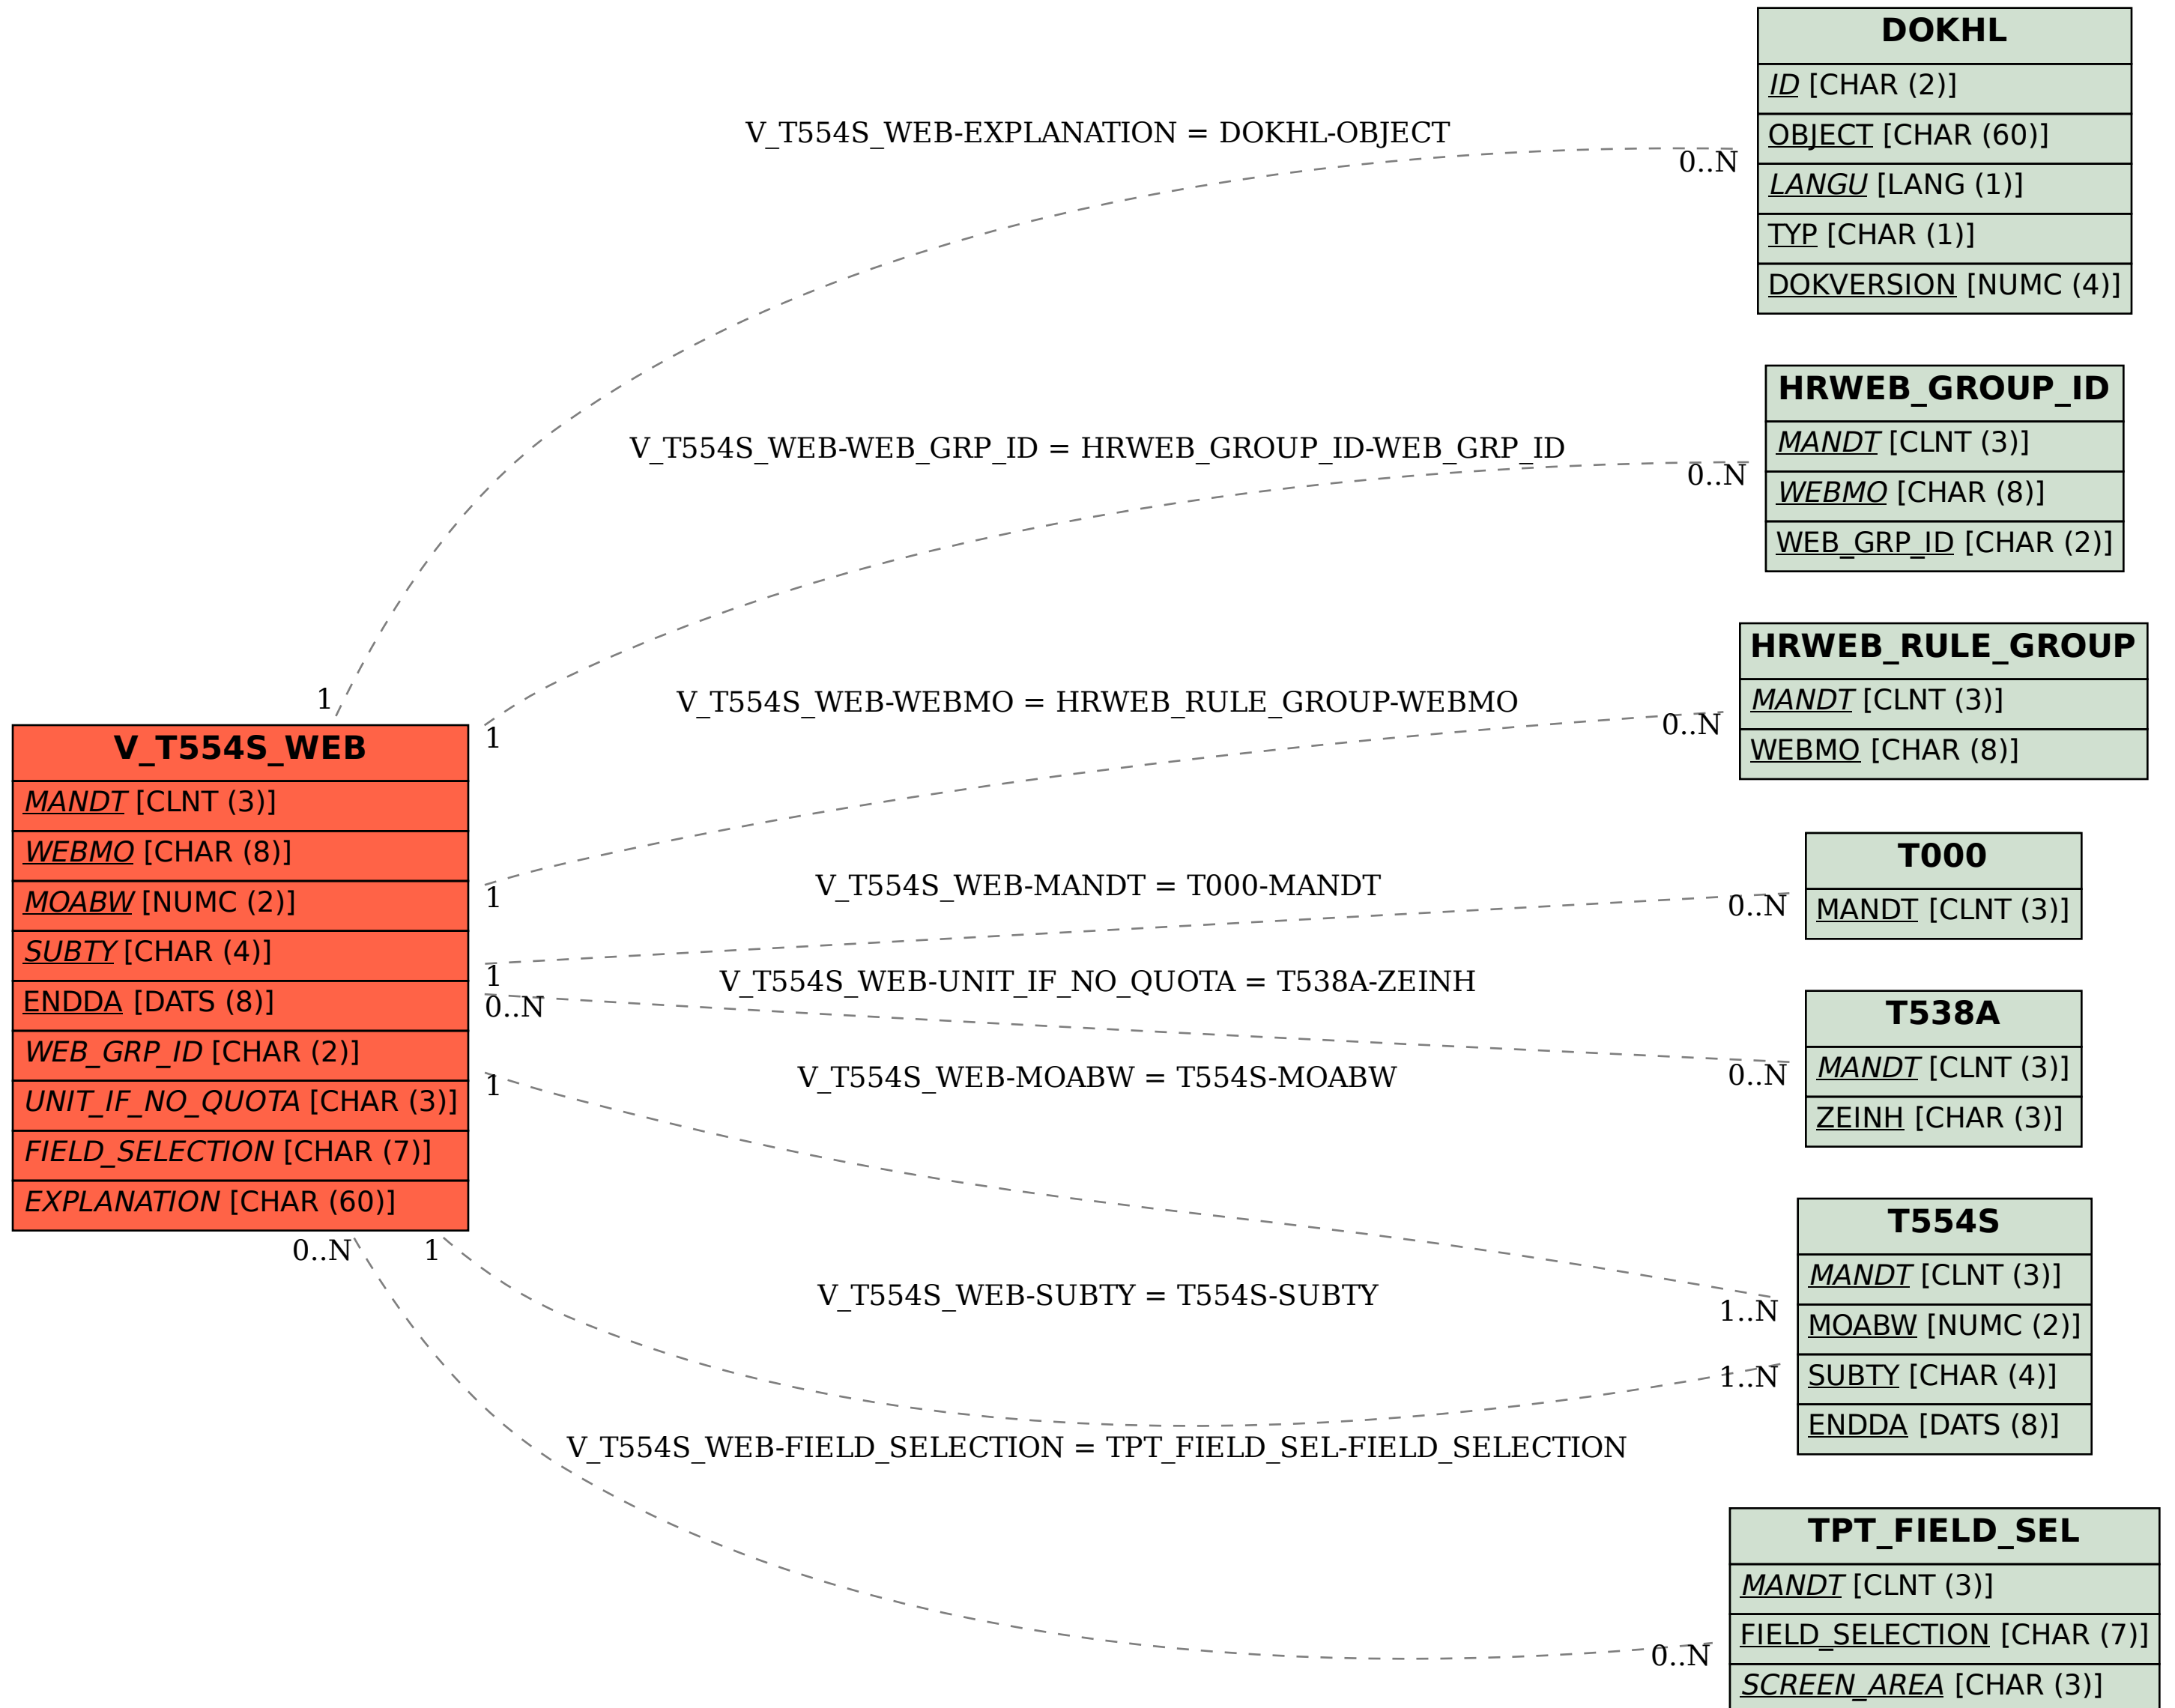 DOKHL
ID [CHAR (2)]
OBJECT [CHAR (60)]
LANGU [LANG (1)]
TYP [CHAR (1)]
DOKVERSION [NUMC (4)]
V_T554S_WEB-EXPLANATION = DOKHL-OBJECT
0..N
1
HRWEB_GROUP_ID
MANDT [CLNT (3)]
WEBMO [CHAR (8)]
WEB_GRP_ID [CHAR (2)]
V_T554S_WEB-WEB_GRP_ID = HRWEB_GROUP_ID-WEB_GRP_ID
0..N
1
HRWEB_RULE_GROUP
MANDT [CLNT (3)]
WEBMO [CHAR (8)]
V_T554S_WEB-WEBMO = HRWEB_RULE_GROUP-WEBMO
0..N
1
V_T554S_WEB
MANDT [CLNT (3)]
WEBMO [CHAR (8)]
MOABW [NUMC (2)]
SUBTY [CHAR (4)]
ENDDA [DATS (8)]
WEB_GRP_ID [CHAR (2)]
UNIT_IF_NO_QUOTA [CHAR (3)]
FIELD_SELECTION [CHAR (7)]
EXPLANATION [CHAR (60)]
T000
MANDT [CLNT (3)]
V_T554S_WEB-MANDT = T000-MANDT
0..N
1
T538A
MANDT [CLNT (3)]
ZEINH [CHAR (3)]
V_T554S_WEB-UNIT_IF_NO_QUOTA = T538A-ZEINH
0..N
0..N
T554S
MANDT [CLNT (3)]
MOABW [NUMC (2)]
SUBTY [CHAR (4)]
ENDDA [DATS (8)]
V_T554S_WEB-MOABW = T554S-MOABW
1
1..N
V_T554S_WEB-SUBTY = T554S-SUBTY
1
1..N
V_T554S_WEB-FIELD_SELECTION = TPT_FIELD_SEL-FIELD_SELECTION
0..N
0..N
TPT_FIELD_SEL
MANDT [CLNT (3)]
FIELD_SELECTION [CHAR (7)]
SCREEN_AREA [CHAR (3)]